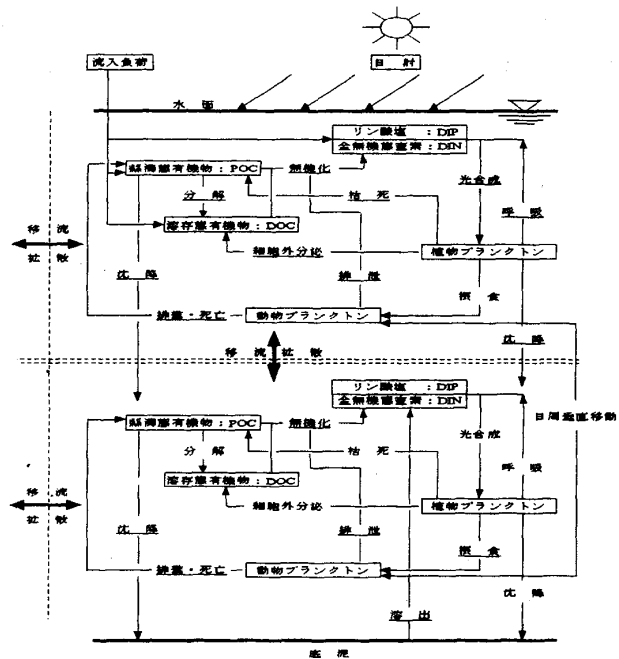 流入負荷
日射
水面
リン酸塩 : DIP
全無機態窒素 : DIN
懸濁態有機物 : POC
無機化
光合成
分解
枯死
呼吸
溶存態有機物 : DOC
移流
拡散
細胞外分泌
植物プランクトン
沈降
排泄
摂食
排糞・死亡
動物プランクトン
沈降
移流 拡散
リン酸塩 : DIP
全無機態窒素 : DIN
日周鉛直移動
懸濁態有機物 : POC
無機化
光合成
分解
枯死
呼吸
溶存態有機物 : DOC
移流
拡散
細胞外分泌
植物プランクトン
沈降
排泄
摂食
排糞・死亡
動物プランクトン
沈降
溶出
底泥